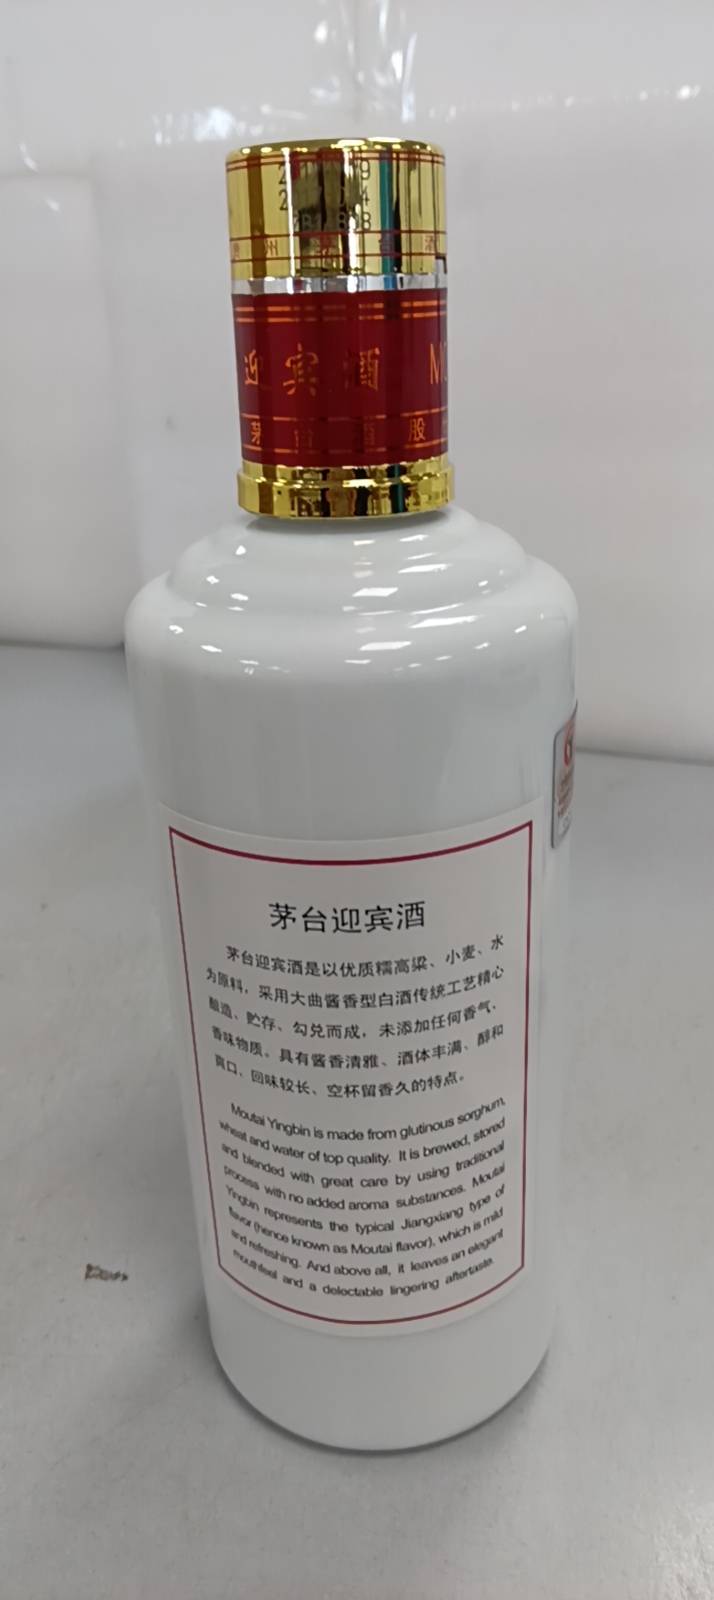 迎宾酒 MO
茅台酒股
茅台迎宾酒
茅台迎宾酒是以优质糯高粱、小麦、水
为原料，采用大曲酱香型白酒传统工艺精心
酿造、贮存、勾兑而成，未添加任何香气、
香味物质。具有酱香清雅、酒体丰满、醇和
爽口、回味较长、空杯留香久的特点。
Moutai Yingbin is made from glutinous sorghum,
wheat and water of top quality. It is brewed, stored
and blended with great care by using traditional
process with no added aroma substances. Moutai
Yingbin represents the typical Jiangxiang type of
flavor (hence known as Moutai flavor), which is mild
and refreshing. And above all, it leaves an elegant
mouthfeel and a delectable lingering aftertaste.